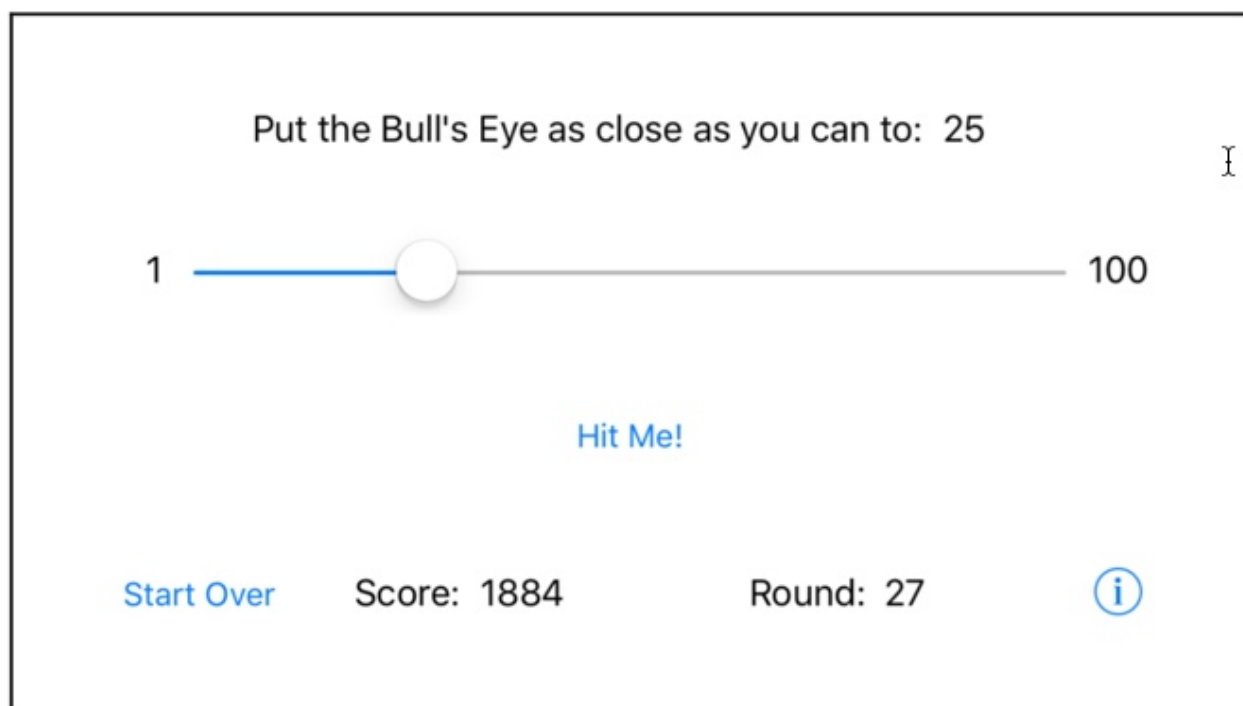 Put the Bull's Eye as close as you can to: 25
1 100
Hit Me!
Start Over Score: 1884 Round: 27 i